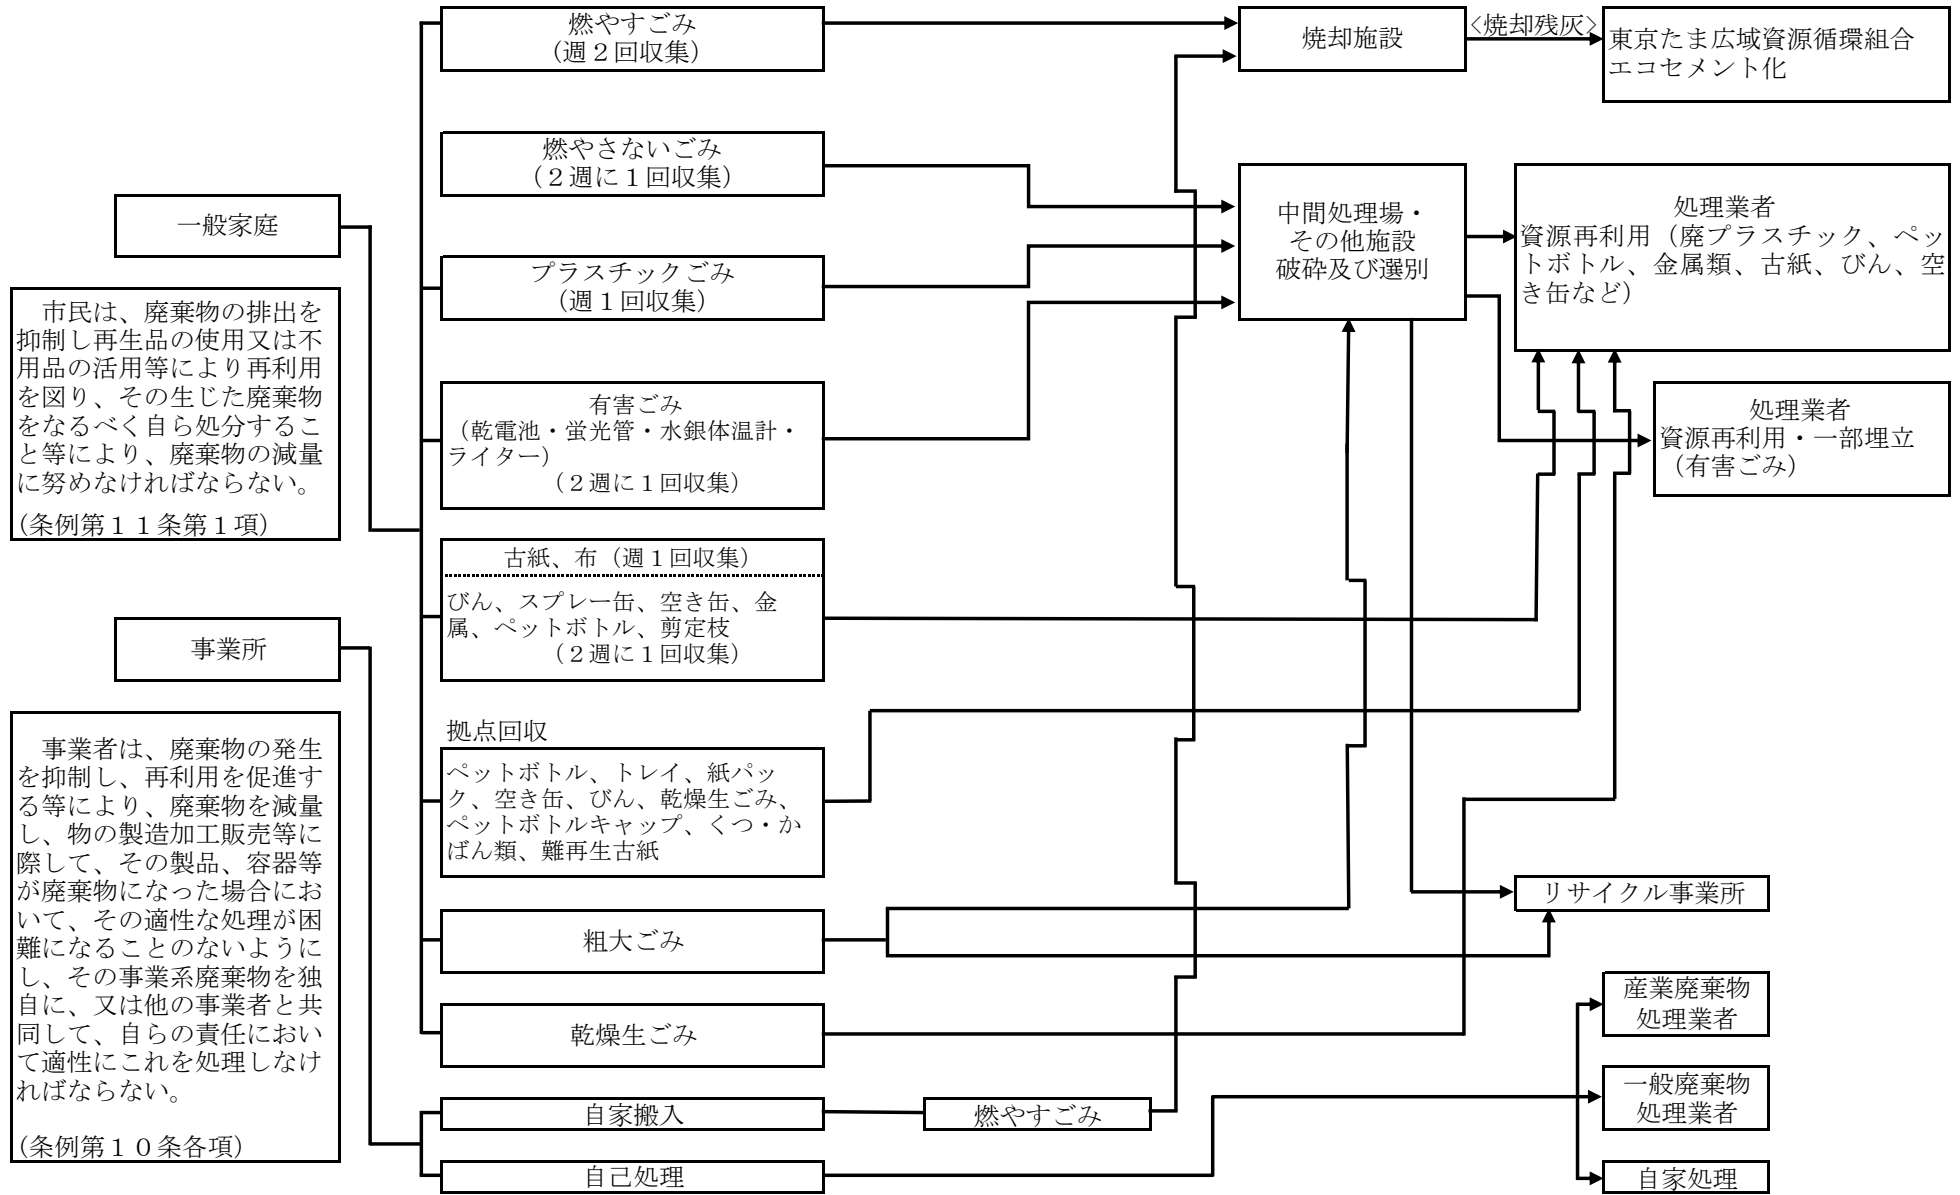 一般家庭
　市民は、廃棄物の排出を
抑制し再生品の使用又は不
用品の活用等により再利用
を図り、その生じた廃棄物
をなるべく自ら処分するこ
と等により、廃棄物の減量
に努めなければならない。
(条例第１１条第１項)
事業所
　事業者は、廃棄物の発生
を抑制し、再利用を促進す
る等により、廃棄物を減量
し、物の製造加工販売等に
際して、その製品、容器等
が廃棄物になった場合にお
いて、その適性な処理が困
難になることのないように
し、その事業系廃棄物を独
自に、又は他の事業者と共
同して、自らの責任におい
て適性にこれを処理しなけ
ればならない。
(条例第１０条各項)
燃やすごみ
(週２回収集)
燃やさないごみ
(２週に１回収集)
プラスチックごみ
(週１回収集)
有害ごみ
(乾電池・蛍光管・水銀体温計・
ライター)
(２週に１回収集)
古紙、布 (週１回収集)
びん、スプレー缶、空き缶、金
属、ペットボトル、剪定枝
(２週に１回収集)
拠点回収
ペットボトル、トレイ、紙パッ
ク、空き缶、びん、乾燥生ごみ、
ペットボトルキャップ、くつ・か
ばん類、難再生古紙
粗大ごみ
乾燥生ごみ
自家搬入
燃やすごみ
自己処理
焼却施設
<焼却残灰>
東京たま広域資源循環組合
エコセメント化
中間処理場・
その他施設
破砕及び選別
処理業者
資源再利用（廃プラスチック、ペッ
トボトル、金属類、古紙、びん、空
き缶など）
処理業者
資源再利用・一部埋立
（有害ごみ）
リサイクル事業所
産業廃棄物
処理業者
一般廃棄物
処理業者
自家処理